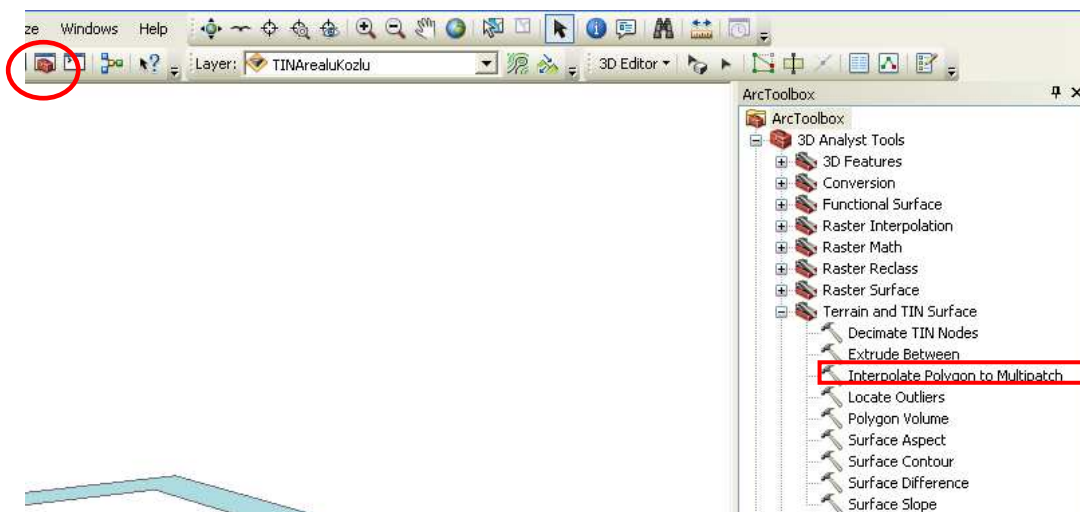 ze Windows Help
Layer: TINArealuKozlu 3D Editor
ArcToolbox
ArcToolbox
3D Analyst Tools
3D Features
Conversion
Functional Surface
Raster Interpolation
Raster Math
Raster Reclass
Raster Surface
Terrain and TIN Surface
Decimate TIN Nodes
Extrude Between
Interpolate Polygon to Multipatch
Locate Outliers
Polygon Volume
Surface Aspect
Surface Contour
Surface Difference
Surface Slope